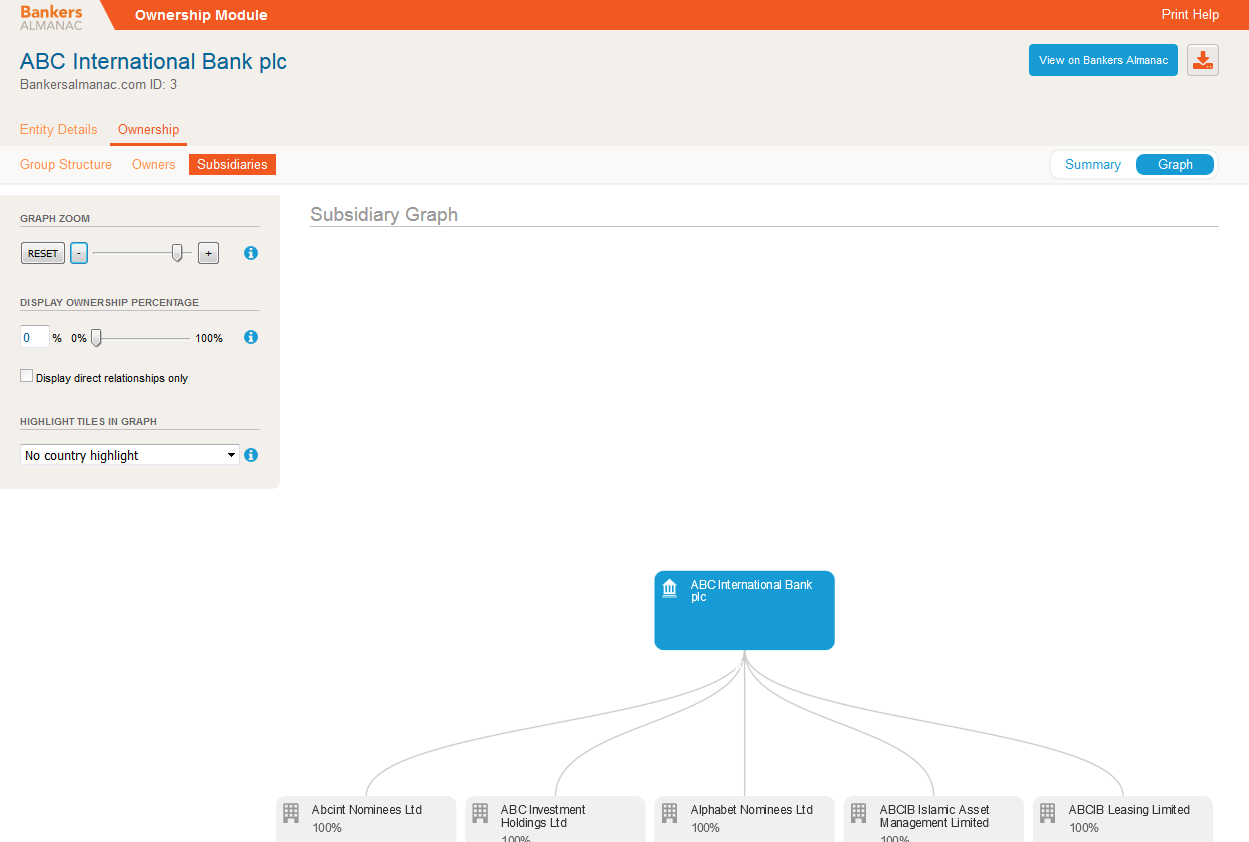 Bankers
ALMANAC
Ownership Module
Print Help
ABC International Bank plc
Bankersalmanac.com ID: 3
View on Bankers Almanac
Entity Details
Ownership
Group Structure
Owners
Subsidiaries
Summary
Graph
GRAPH ZOOM
RESET
-
+
i
DISPLAY OWNERSHIP PERCENTAGE
0 % 0% 100%
i
Display direct relationships only
HIGHLIGHT TILES IN GRAPH
No country highlight
i
Subsidiary Graph
ABC International Bank
plc
Abcint Nominees Ltd
100%
ABC Investment
Holdings Ltd
100%
Alphabet Nominees Ltd
100%
ABCIB Islamic Asset
Management Limited
100%
ABCIB Leasing Limited
100%